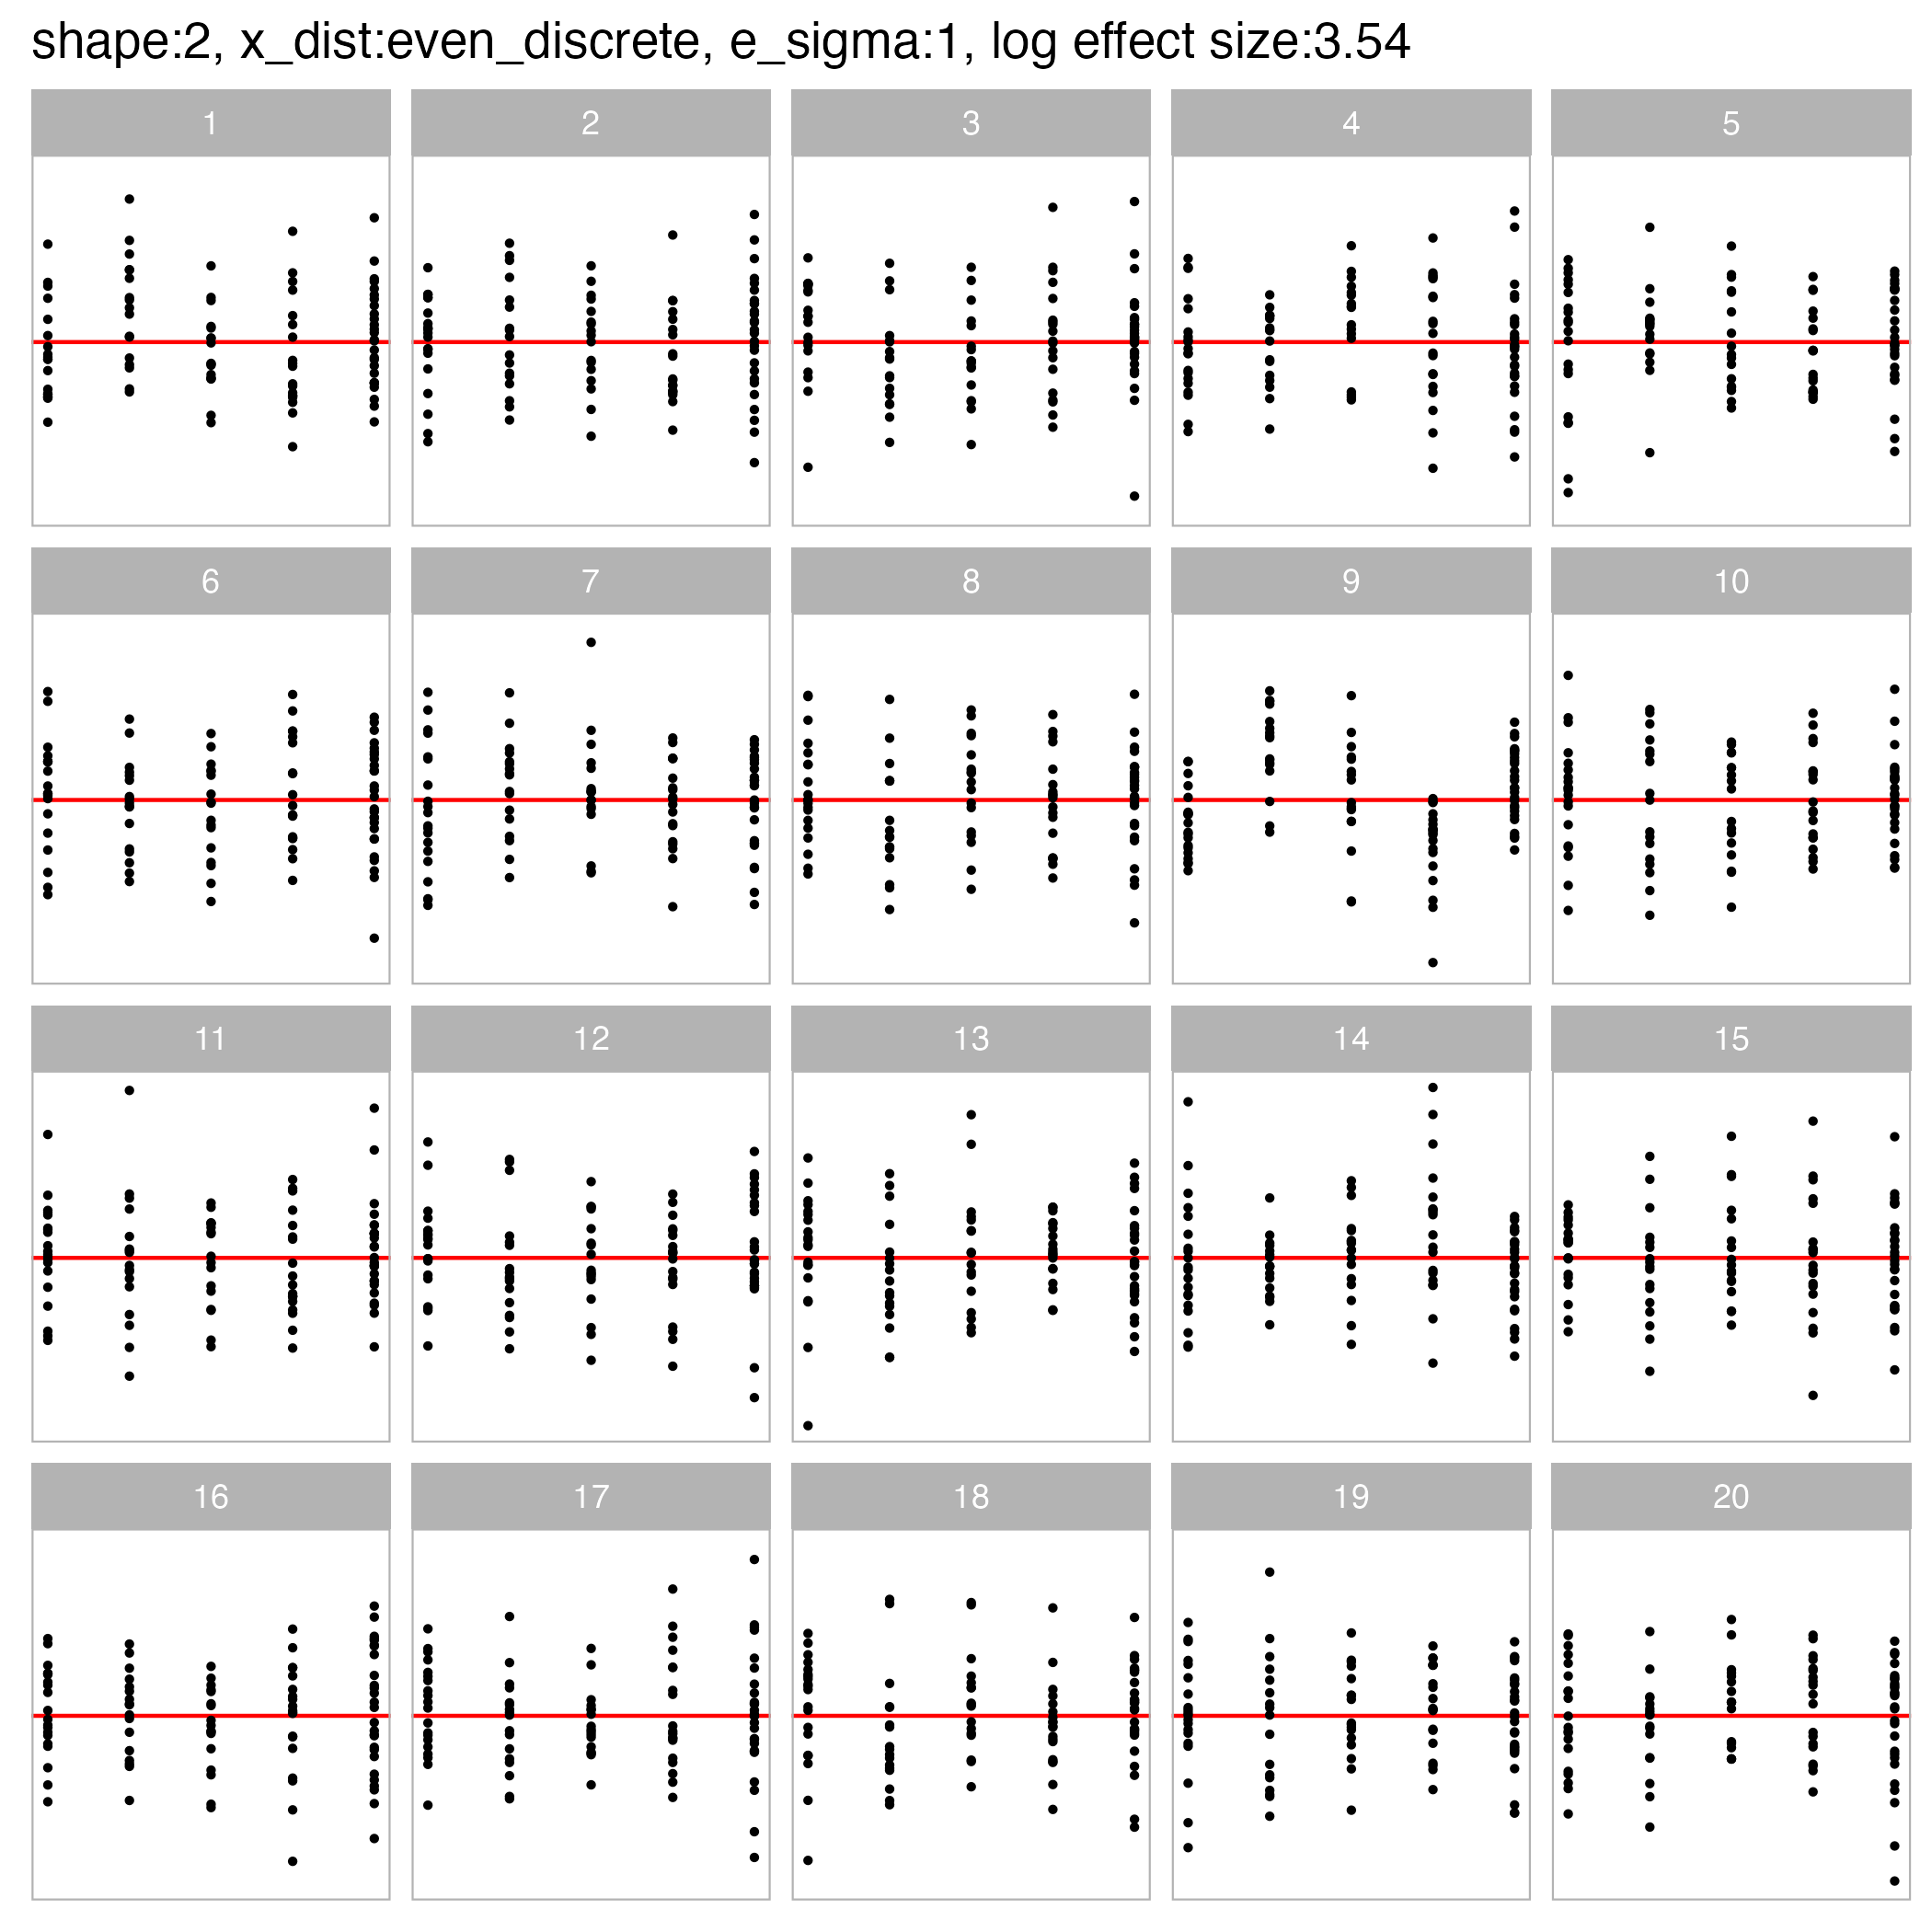 shape:2, x_dist:even_discrete, e_sigma:1, log effect size:3.54
1 2 3 4 5
6 7 8 9 10
11 12 13 14 15
16 17 18 19 20